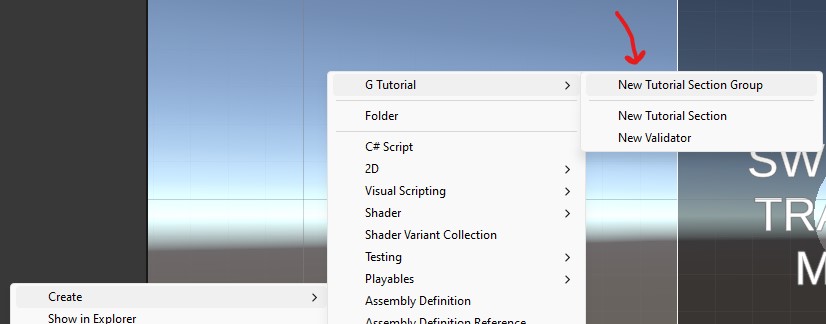 G Tutorial
Folder
C# Script
2D
Visual Scripting
Shader
Shader Variant Collection
Testing
Playables
Assembly Definition
Assembly Definition Reference
New Tutorial Section Group
New Tutorial Section
New Validator
Create
Show in Explorer
SW
TRA
M